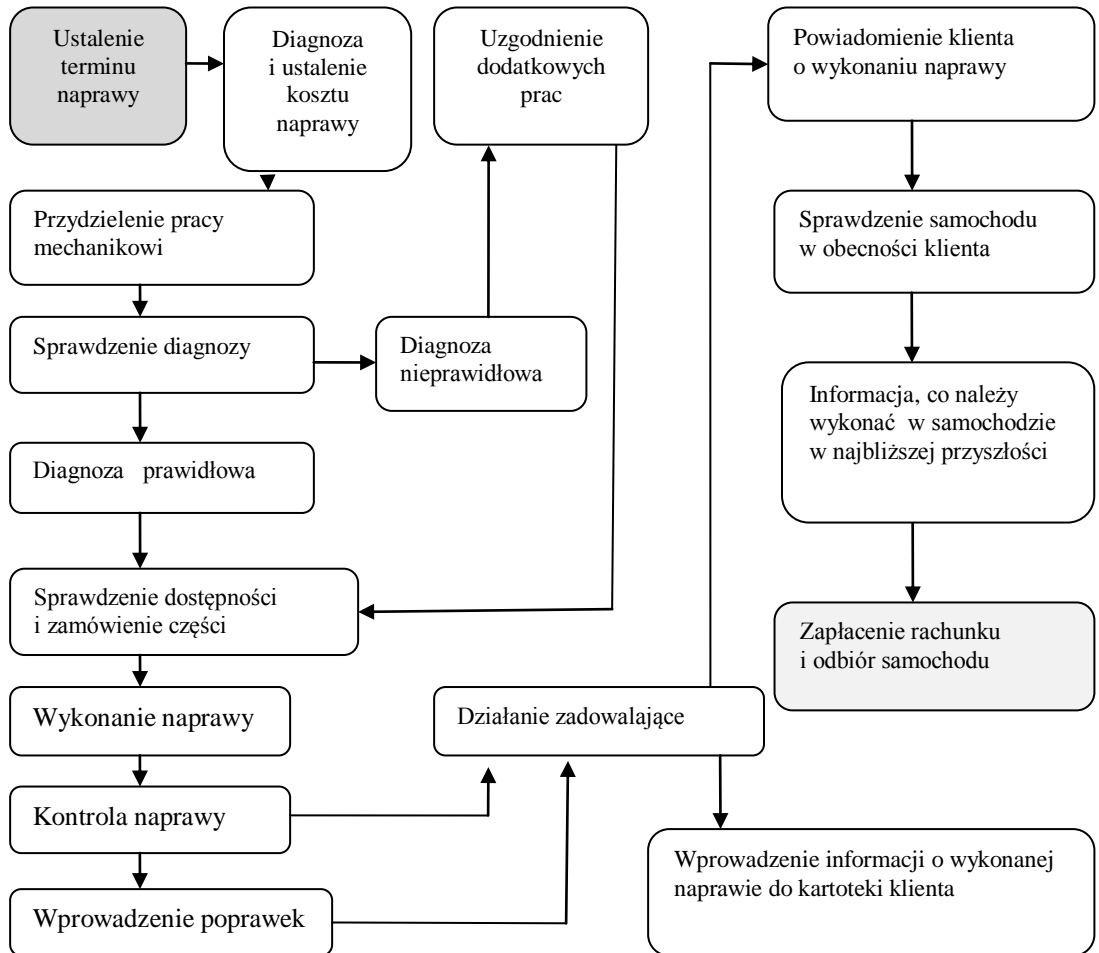 Ustalenie
terminu
naprawy
Diagnoza
i ustalenie
kosztu
naprawy
Uzgodnienie
dodatkowych
prac
Powiadomienie klienta
o wykonaniu naprawy
Przydzielenie pracy
mechanikowi
Sprawdzenie samochodu
w obecności klienta
Sprawdzenie diagnozy
Diagnoza
nieprawidłowa
Informacja, co należy
wykonać w samochodzie
w najbliższej przyszłości
Diagnoza prawidłowa
Sprawdzenie dostępności
i zamówienie części
Zapłacenie rachunku
i odbiór samochodu
Wykonanie naprawy
Działanie zadowalające
Kontrola naprawy
Wprowadzenie informacji o wykonanej
naprawie do kartoteki klienta
Wprowadzenie poprawek